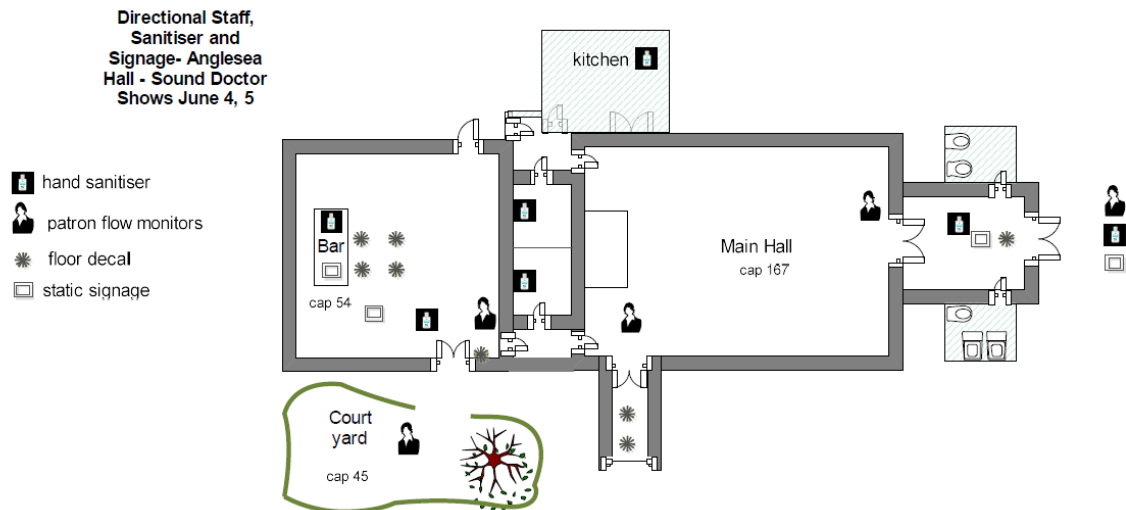 Directional Staff,
Sanitiser and
Signage- Anglesea
Hall - Sound Doctor
Shows June 4, 5
hand sanitiser
patron flow monitors
floor decal
static signage
kitchen
Bar
cap 54
Main Hall
cap 167
Court
yard
cap 45